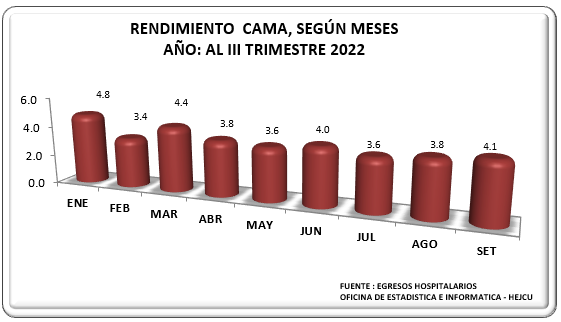 RENDIMIENTO CAMA, SEGÚN MESES
AÑO: AL III TRIMESTRE 2022
6.0
4.0
2.0
0.0
4.8
3.4
4.4
3.8
3.6
4.0
3.6
3.8
4.1
ENE
FEB
MAR
ABR
MAY
JUN
JUL
AGO
SET
FUENTE : EGRESOS HOSPITALARIOS
OFICINA DE ESTADISTICA E INFORMATICA - HEJCU